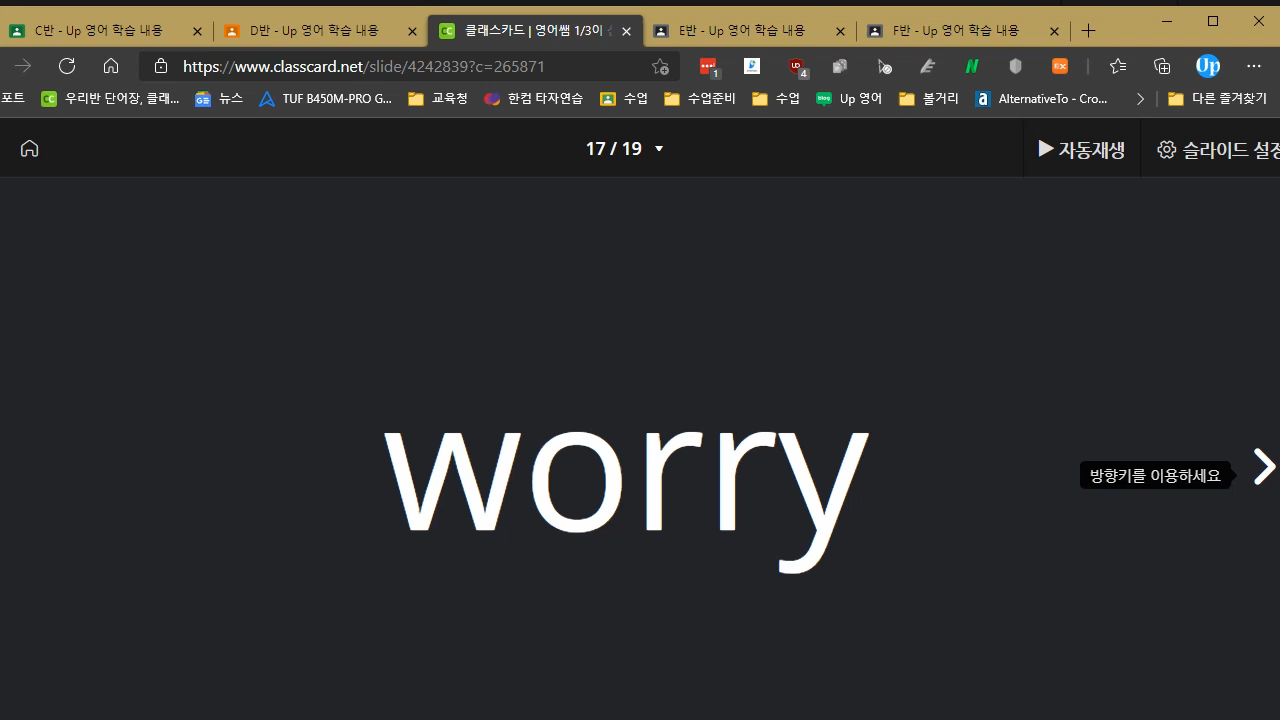 C반 - Up 영어 학습 내용
D반 - Up 영어 학습 내용
클래스카드 | 영어쌤 1/3이
E반 - Up 영어 학습 내용
F반 - Up 영어 학습 내용
https://www.classcard.net/slide/4242839?c=265871
1
4
Up
포트
CC 우리반 단어장, 클래...
뉴스
TUF B450M-PRO G...
교육청
한컴 타자연습
수업
수업준비
수업
Up 영어
볼거리
AlternativeTo - Cro...
다른 즐겨찾기
17 / 19
자동재생
슬라이드 설정
worry
방향키를 이용하세요